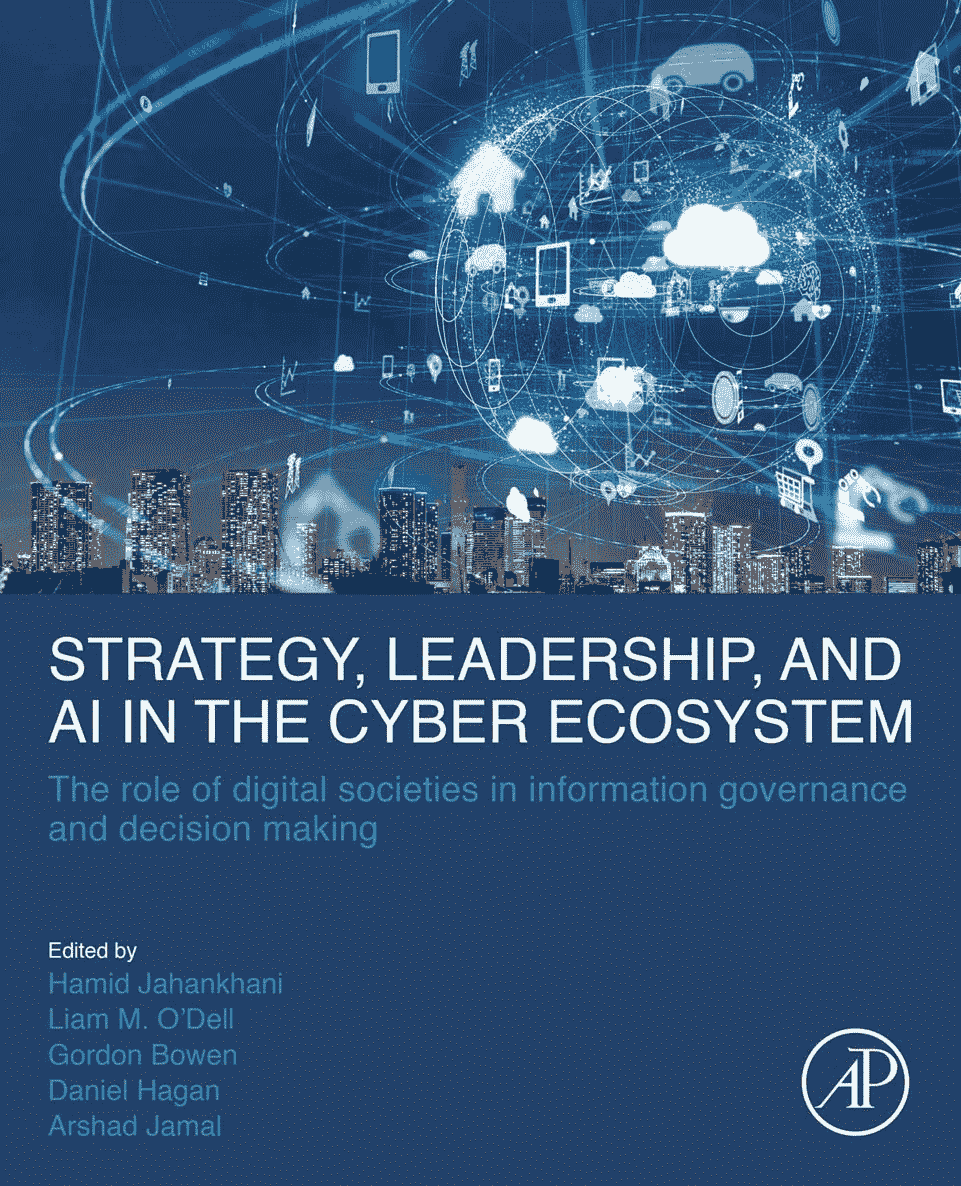 STRATEGY, LEADERSHIP, AND
AI IN THE CYBER ECOSYSTEM
The role of digital societies in information governance
and decision making
Edited by
Hamid Jahankhani
Liam M. O'Dell
Gordon Bowen
Daniel Hagan
Arshad Jamal
AP